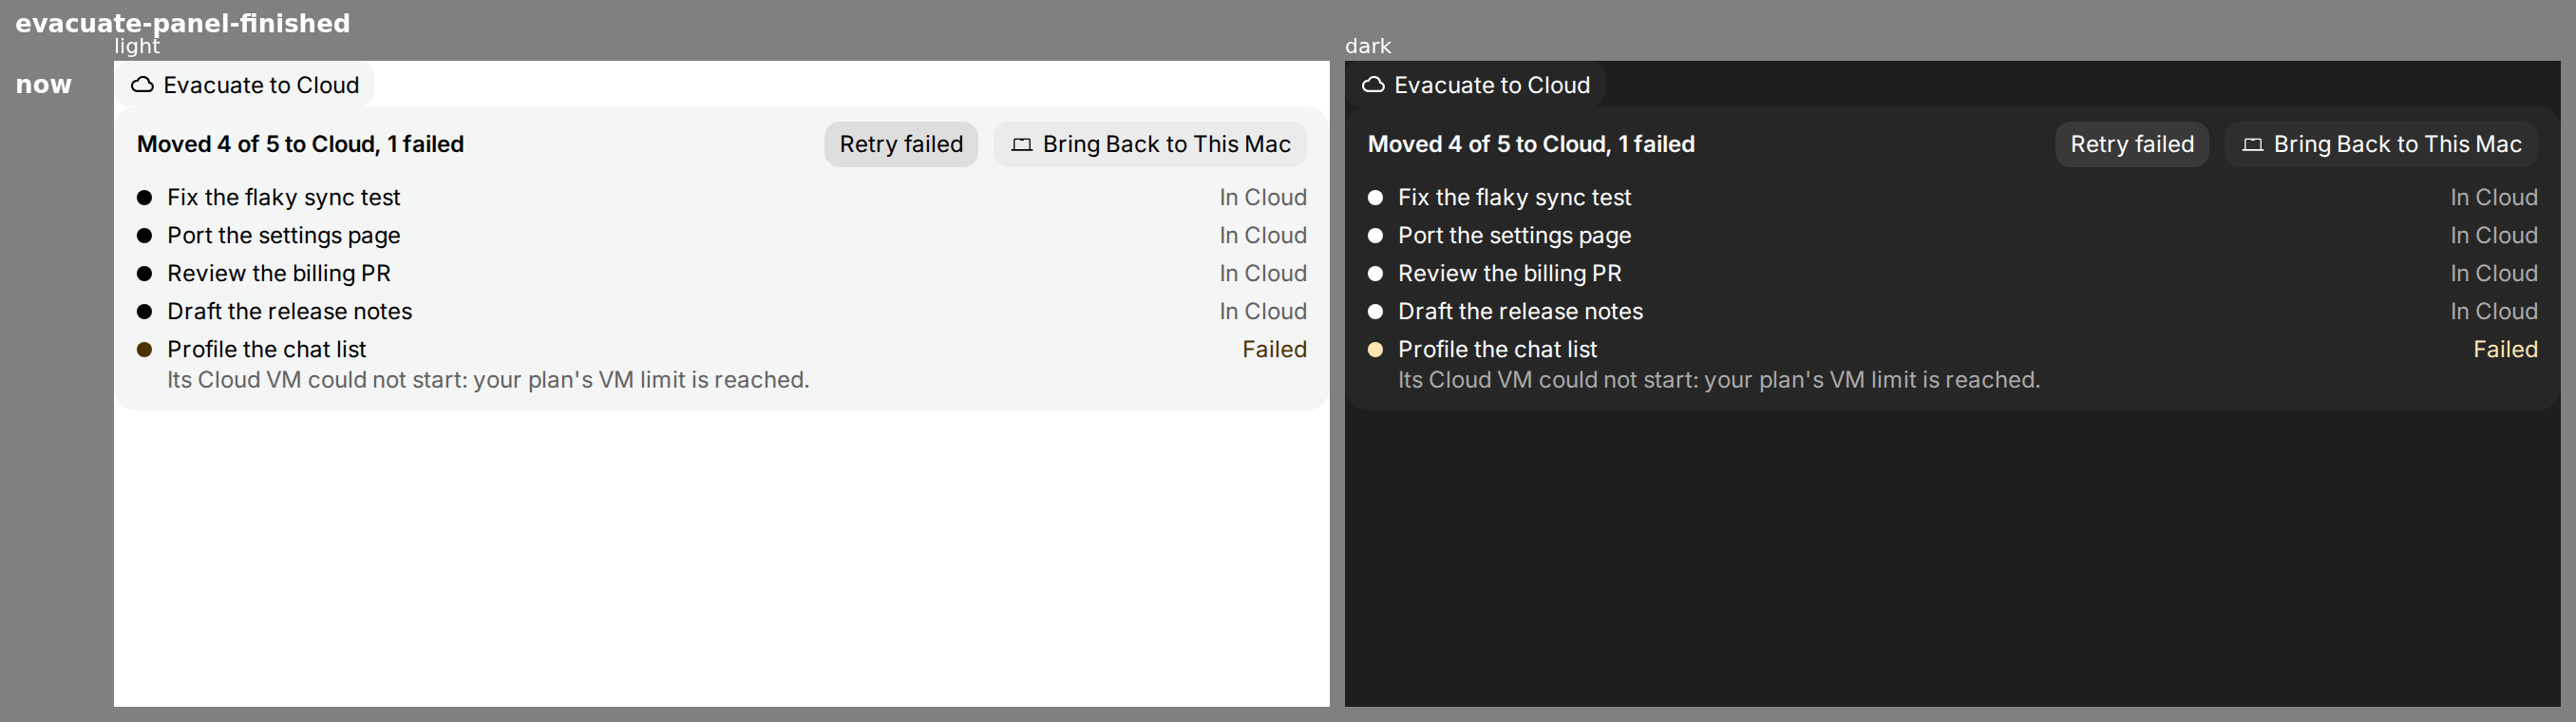 evacuate-panel-finished
light
dark
now
Evacuate to Cloud
Moved 4 of 5 to Cloud, 1 failed
Retry failed
Bring Back to This Mac
Fix the flaky sync test
In Cloud
Port the settings page
In Cloud
Review the billing PR
In Cloud
Draft the release notes
In Cloud
Profile the chat list
Failed
Its Cloud VM could not start: your plan's VM limit is reached.
Evacuate to Cloud
Moved 4 of 5 to Cloud, 1 failed
Retry failed
Bring Back to This Mac
Fix the flaky sync test
In Cloud
Port the settings page
In Cloud
Review the billing PR
In Cloud
Draft the release notes
In Cloud
Profile the chat list
Failed
Its Cloud VM could not start: your plan's VM limit is reached.